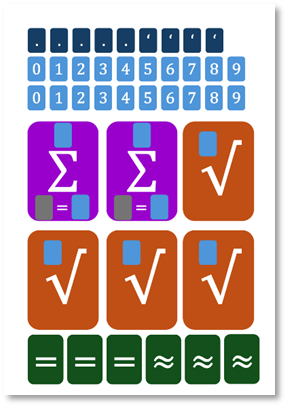 . . . . . ‘ ‘ ‘ ‘
0 1 2 3 4 5 6 7 8 9
0 1 2 3 4 5 6 7 8 9
∑ ∑ √
= =
√ √ √
= = = ≈ ≈ ≈